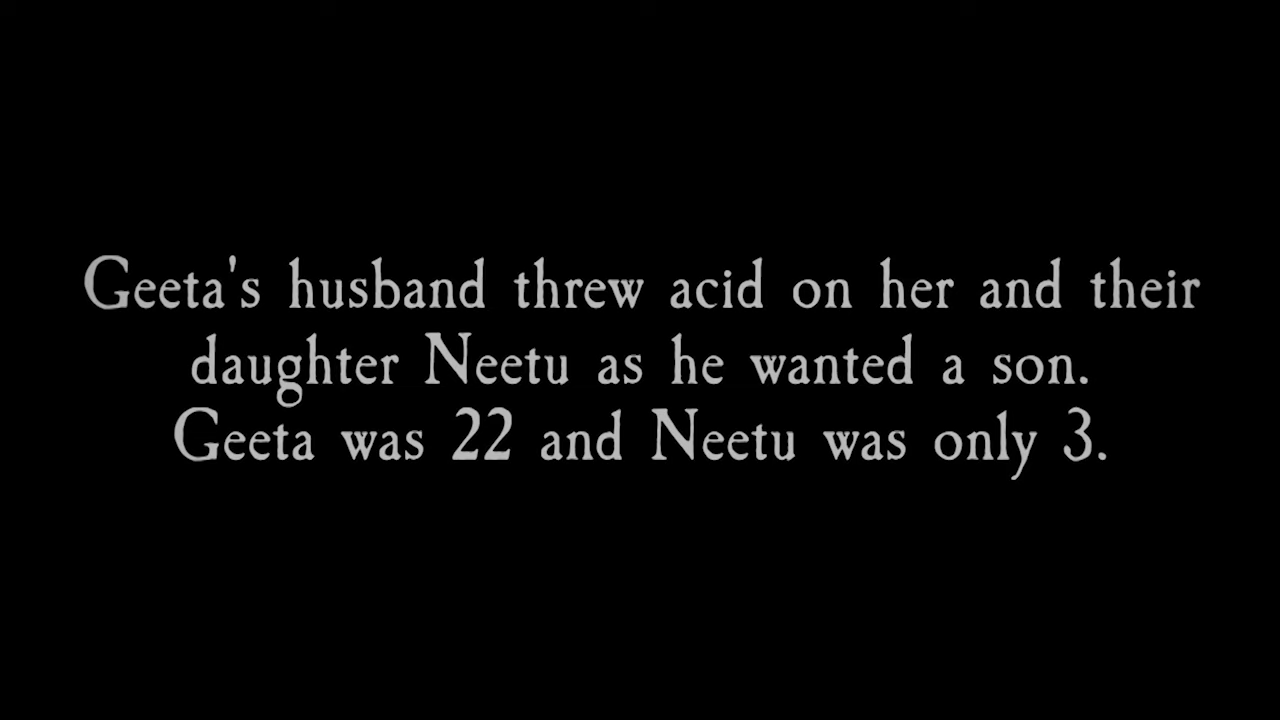 Geeta's husband threw acid on her and their
daughter Neetu as he wanted a son.
Geeta was 22 and Neetu was only 3.